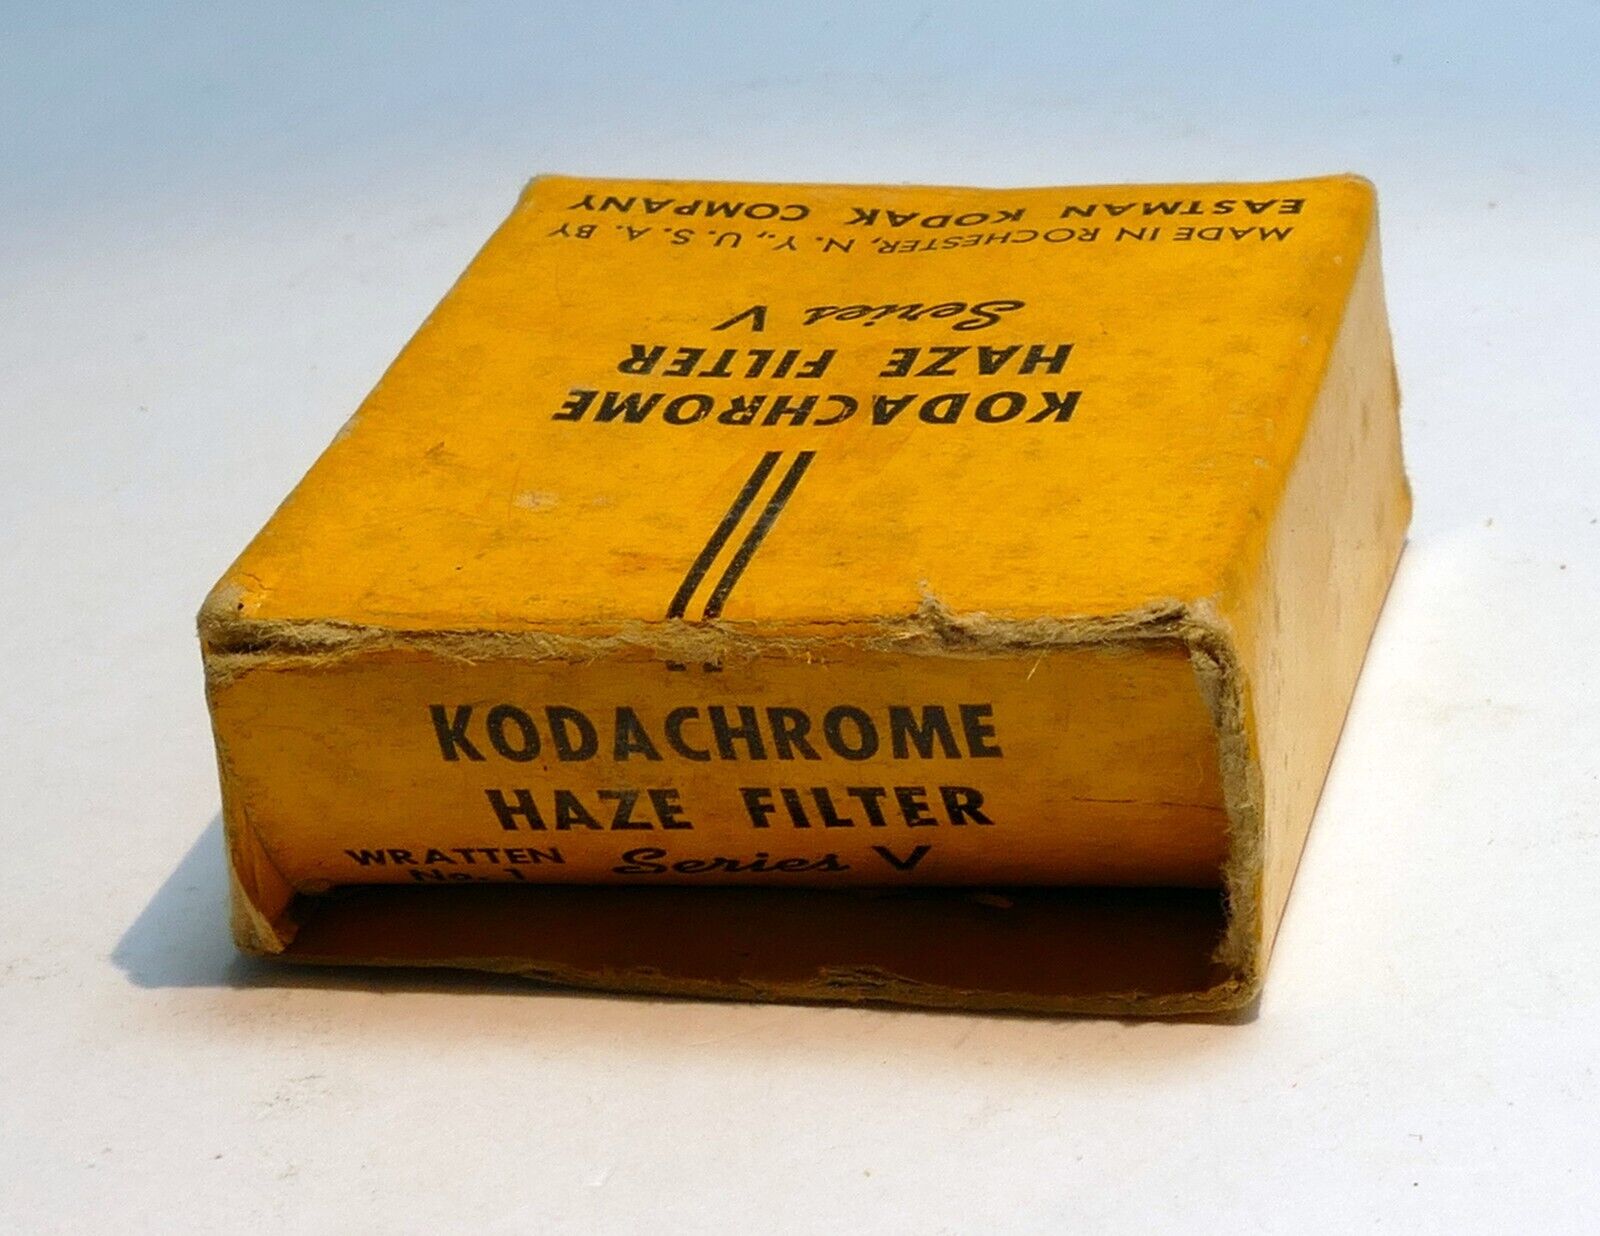 KODACHROME
HAZE FILTER
Series V
MADE IN ROCHESTER, N. Y., U. S. A. BY
EASTMAN KODAK COMPANY
KODACHROME
HAZE FILTER
WRATTEN
No. 1
Series V